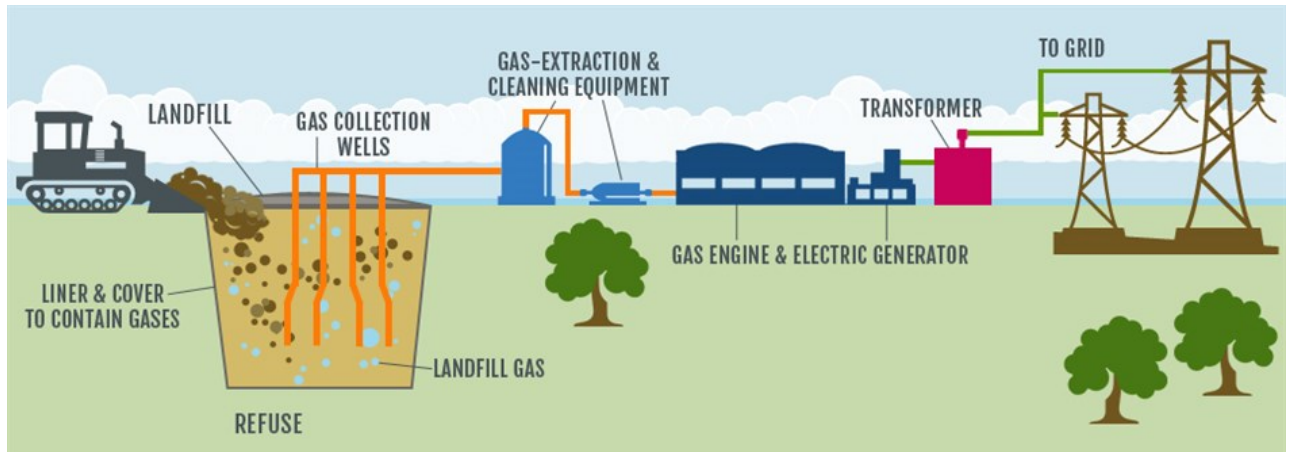 LANDFILL
GAS COLLECTION
WELLS
GAS-EXTRACTION &
CLEANING EQUIPMENT
TRANSFORMER
TO GRID
GAS ENGINE & ELECTRIC GENERATOR
LINER & COVER
TO CONTAIN GASES
LANDFILL GAS
REFUSE